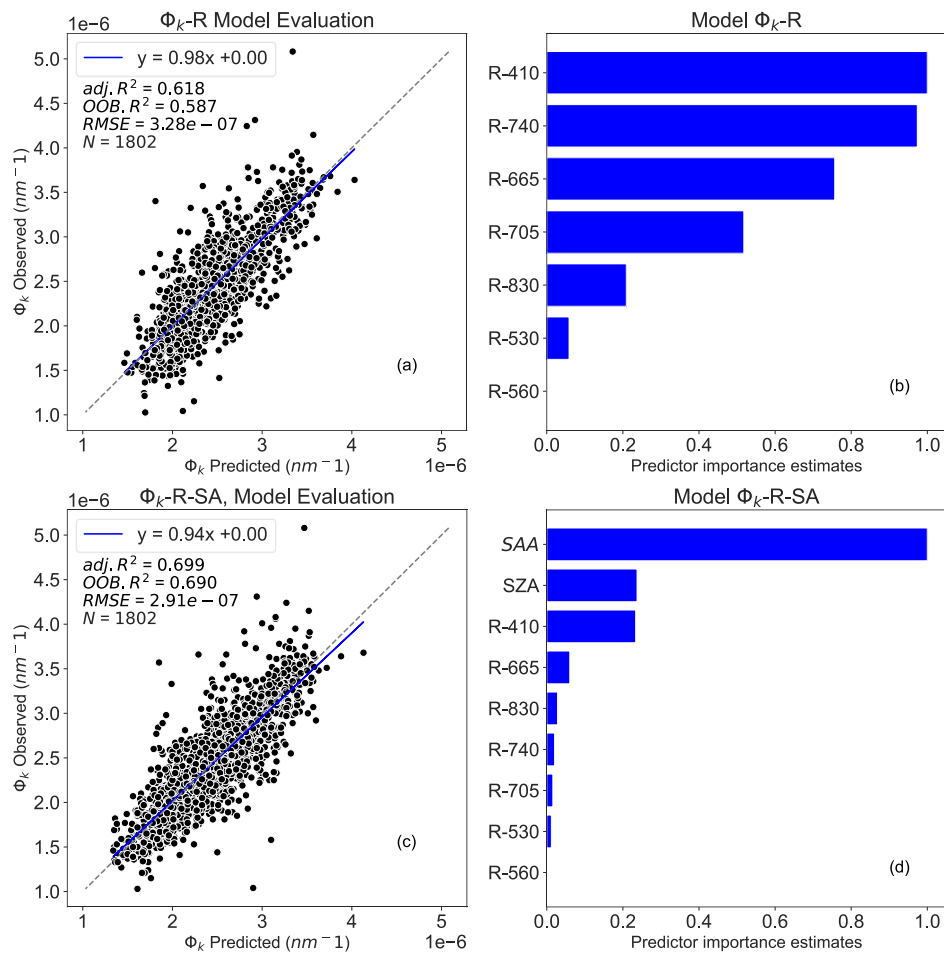 Φk-R Model Evaluation
1e−6
y = 0.98x +0.00
adj. R² = 0.618
OOB. R² = 0.587
RMSE = 3.28e − 07
N = 1802
5.0
4.5
4.0
3.5
3.0
2.5
2.0
1.5
1.0
Φk Observed (nm−1)
(a)
1 2 3 4 5
Φk Predicted (nm−1)
1e−6
Model Φk-R
R-410
R-740
R-665
R-705
R-830
R-530
R-560
(b)
0.0 0.2 0.4 0.6 0.8 1.0
Predictor importance estimates
Φk-R-SA, Model Evaluation
1e−6
y = 0.94x +0.00
adj. R² = 0.699
OOB. R² = 0.690
RMSE = 2.91e − 07
N = 1802
5.0
4.5
4.0
3.5
3.0
2.5
2.0
1.5
1.0
Φk Observed (nm−1)
(c)
1 2 3 4 5
Φk Predicted (nm−1)
1e−6
Model Φk-R-SA
SAA
SZA
R-410
R-665
R-830
R-740
R-705
R-530
R-560
(d)
0.0 0.2 0.4 0.6 0.8 1.0
Predictor importance estimates